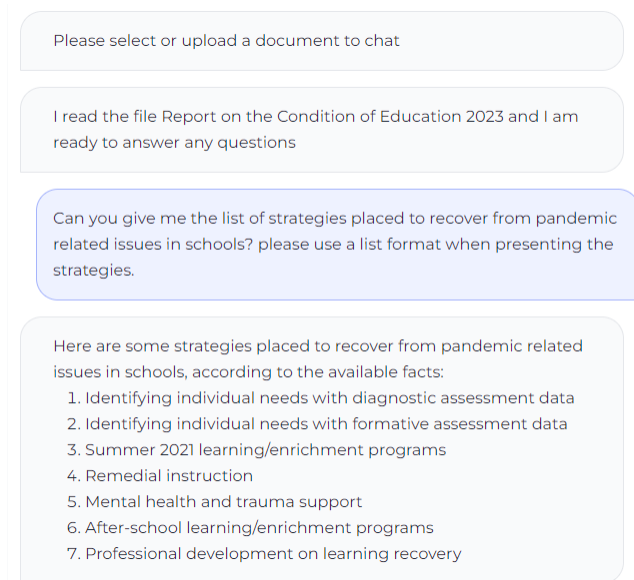 Please select or upload a document to chat
I read the file Report on the Condition of Education 2023 and I am
ready to answer any questions
Can you give me the list of strategies placed to recover from pandemic
related issues in schools? please use a list format when presenting the
strategies.
Here are some strategies placed to recover from pandemic related
issues in schools, according to the available facts:
1. Identifying individual needs with diagnostic assessment data
2. Identifying individual needs with formative assessment data
3. Summer 2021 learning/enrichment programs
4. Remedial instruction
5. Mental health and trauma support
6. After-school learning/enrichment programs
7. Professional development on learning recovery